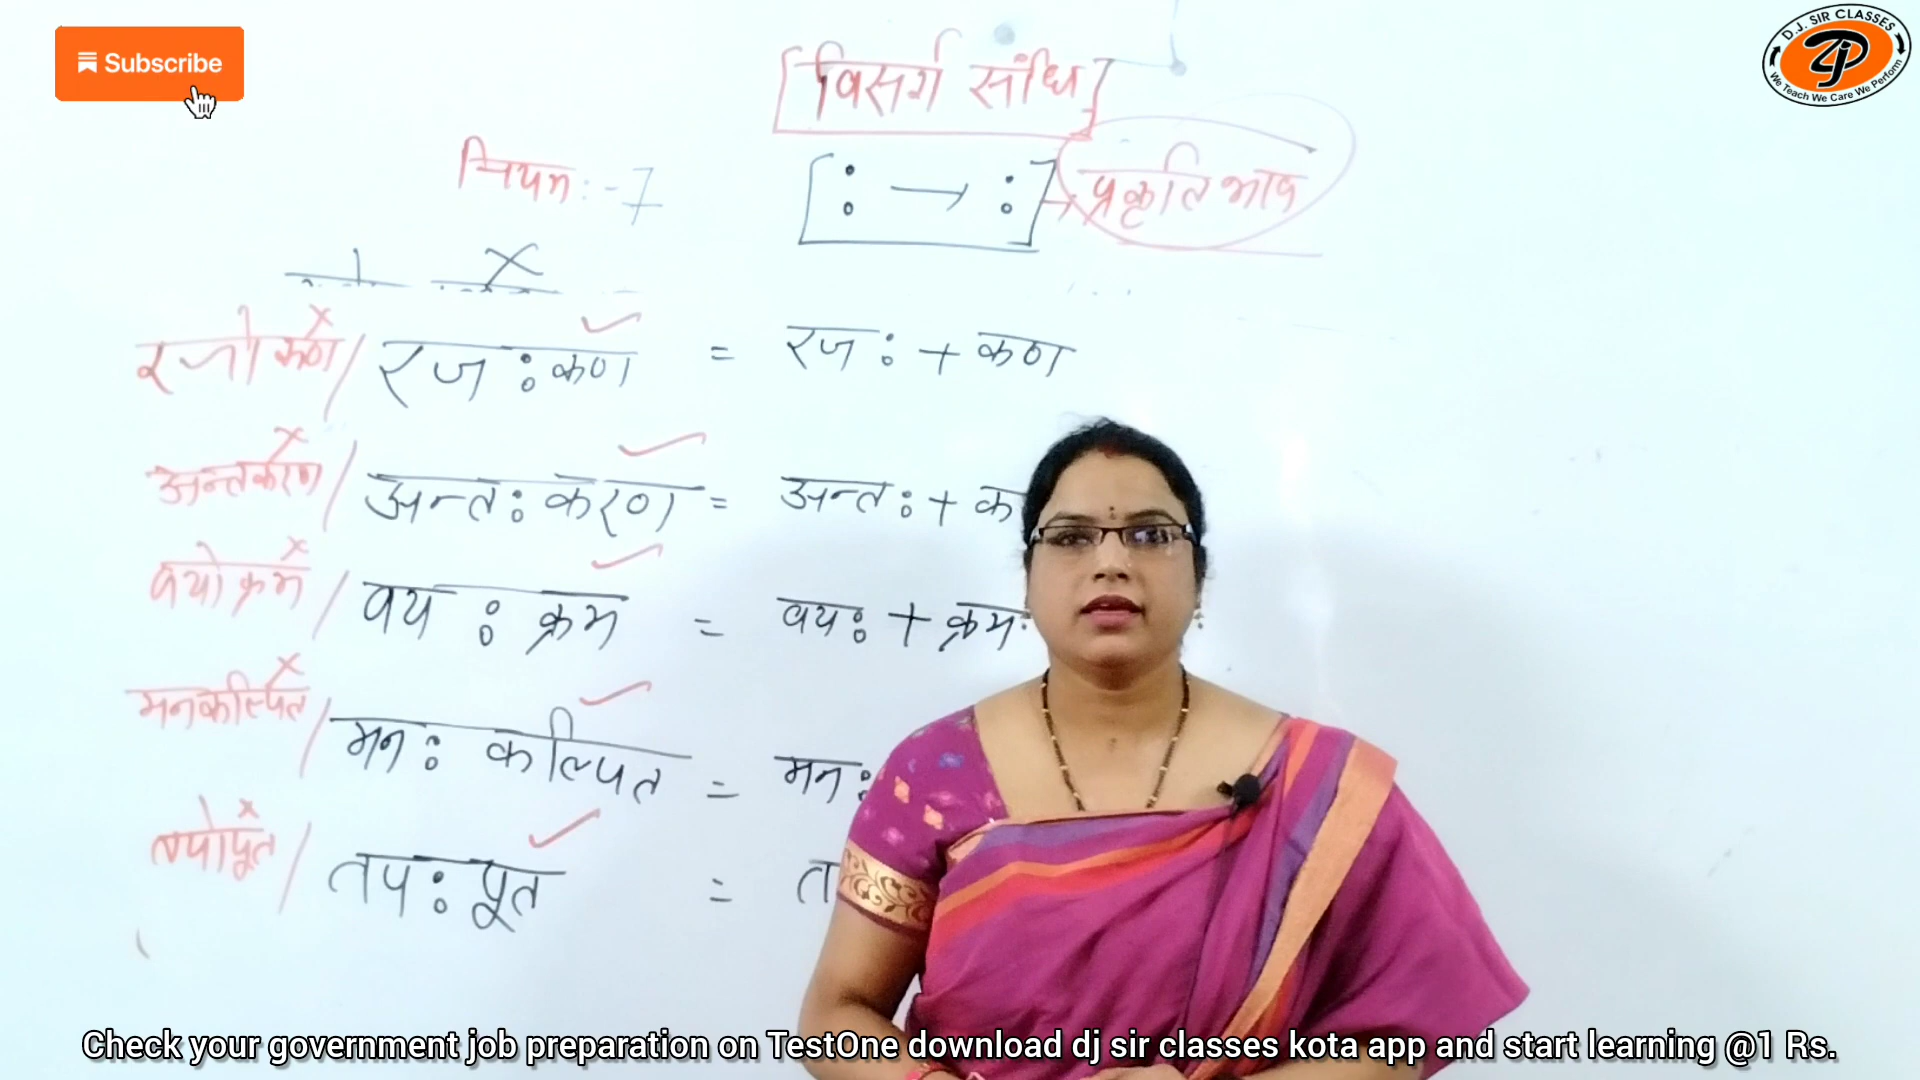 Subscribe
D.J. SIR CLASSES
We Teach We Care We Perform
[विसर्ग संधि]
नियम :- 7
[ : → : ] → प्रकृति भाव
रजोकण / रज : कण = रज : + कण
अन्तकरण / अन्त: करण = अन्त: + क
वयोक्रम / वय : क्रम = वय: + क्रम
मनकल्पित / मन: कल्पित = मन:
तपोपूत / तप: पूत = त
Check your government job preparation on TestOne download dj sir classes kota app and start learning @1 Rs.